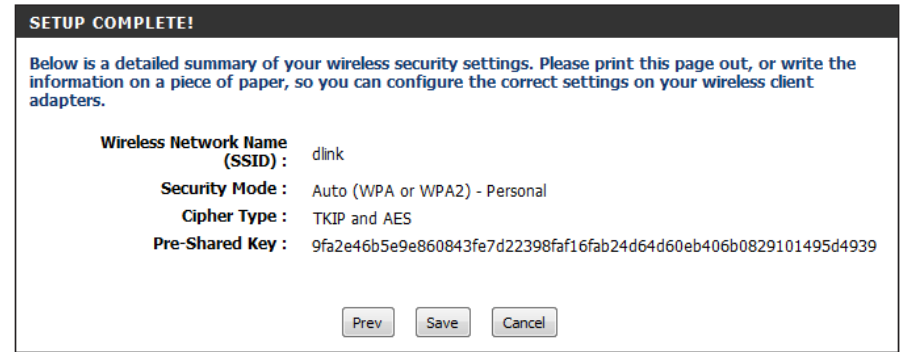 SETUP COMPLETE!
Below is a detailed summary of your wireless security settings. Please print this page out, or write the
information on a piece of paper, so you can configure the correct settings on your wireless client
adapters.
Wireless Network Name
(SSID) : dlink
Security Mode : Auto (WPA or WPA2) - Personal
Cipher Type : TKIP and AES
Pre-Shared Key : 9fa2e46b5e9e860843fe7d22398faf16fab24d64d60eb406b0829101495d4939
Prev Save Cancel